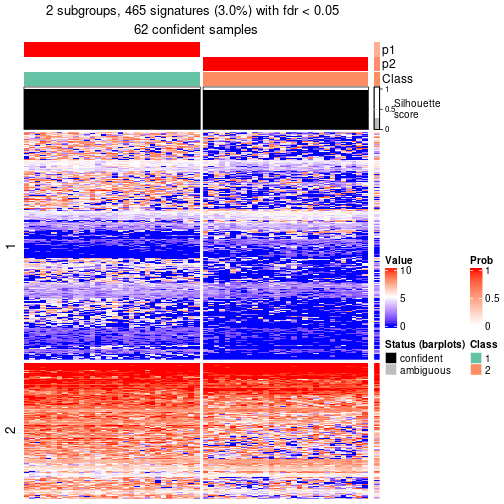 2 subgroups, 465 signatures (3.0%) with fdr < 0.05
62 confident samples
p1
p2
Class
1
0.5
0
Silhouette
score
1
2
Value
10
5
0
Prob
1
0.5
0
Status (barplots)
confident
ambiguous
Class
1
2